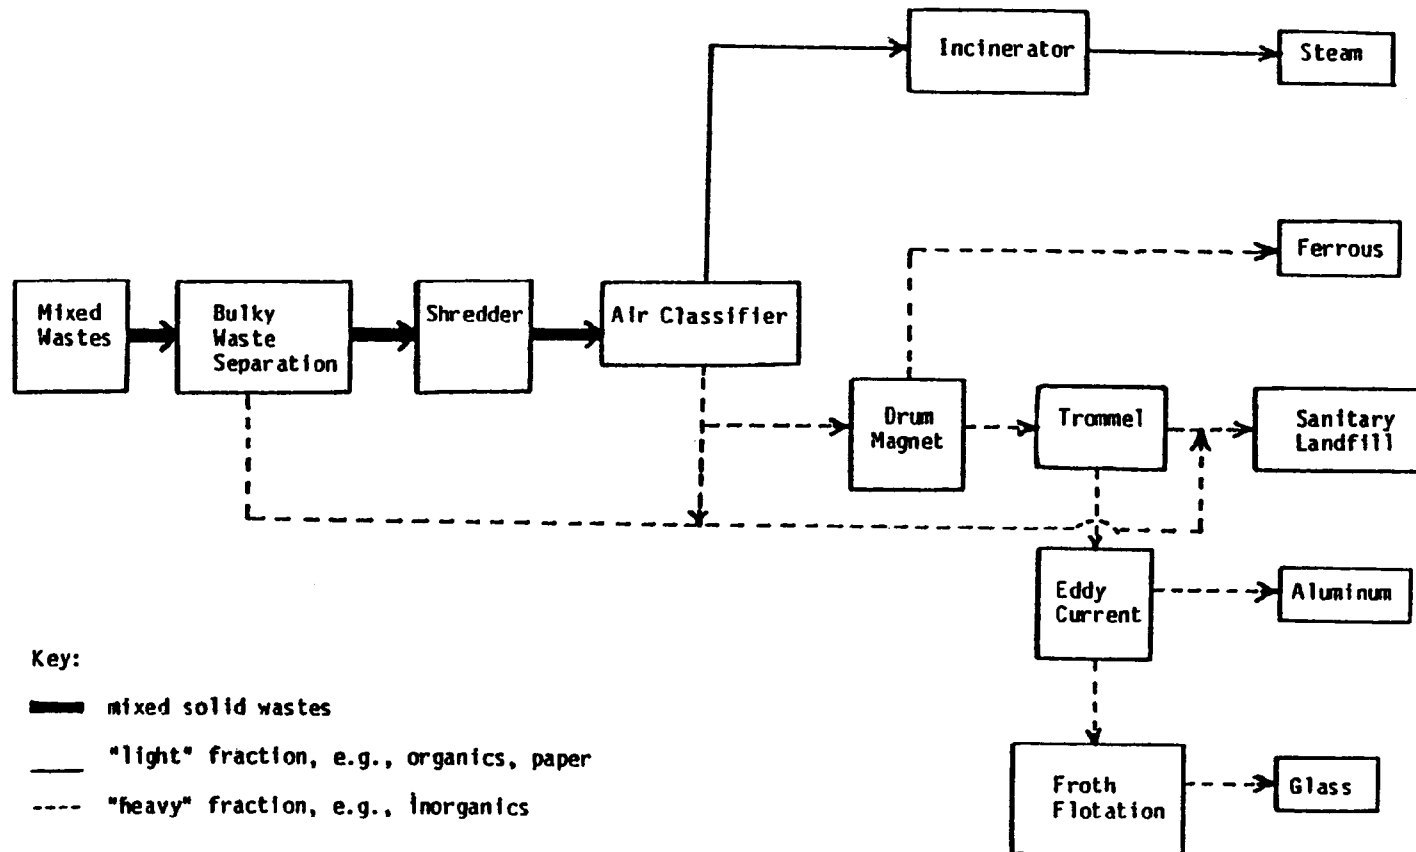 Incinerator
Steam
Ferrous
Mixed
Wastes
Bulky
Waste
Separation
Shredder
Air Classifier
Drum
Magnet
Trommel
Sanitary
Landfill
Eddy
Current
Aluminum
Froth
Flotation
Glass
Key:
mixed solid wastes
"light" fraction, e.g., organics, paper
"heavy" fraction, e.g., inorganics